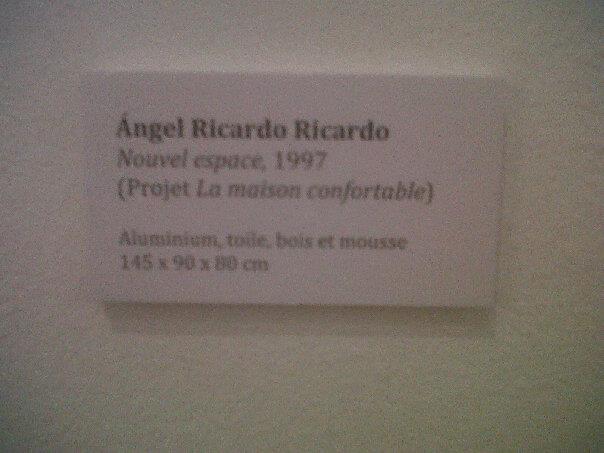 Ángel Ricardo Ricardo
Nouvel espace, 1997
(Projet La maison confortable)
Aluminium, toile, bois et mousse
145 x 90 x 80 cm